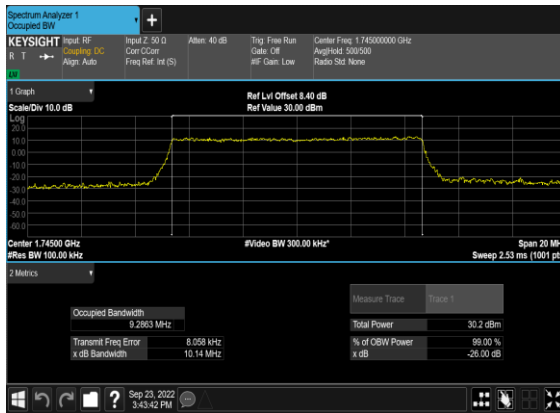 Spectrum Analyzer 1
Occupied BW
+
KEYSIGHT
R T
LV
Input: RF
Coupling: DC
Align: Auto
Input Z: 50 Ω
Corr CCorr
Freq Ref: Int (S)
Atten: 40 dB
Trig: Free Run
Gate: Off
#IF Gain: Low
Center Freq: 1.745000000 GHz
Avg|Hold: 500/500
Radio Std: None
1 Graph
Scale/Div 10.0 dB
Ref Lvl Offset 8.40 dB
Ref Value 30.00 dBm
Log
20.0
10.0
0.00
-10.0
-20.0
-30.0
-40.0
-50.0
-60.0
Center 1.74500 GHz
#Res BW 100.00 kHz
#Video BW 300.00 kHz*
Span 20 MH
Sweep 2.53 ms (1001 pt
2 Metrics
Measure Trace
Trace 1
Occupied Bandwidth
9.2863 MHz
Total Power
30.2 dBm
Transmit Freq Error
8.058 kHz
% of OBW Power
99.00 %
x dB Bandwidth
10.14 MHz
x dB
-26.00 dB
?
Sep 23, 2022
3:43:42 PM